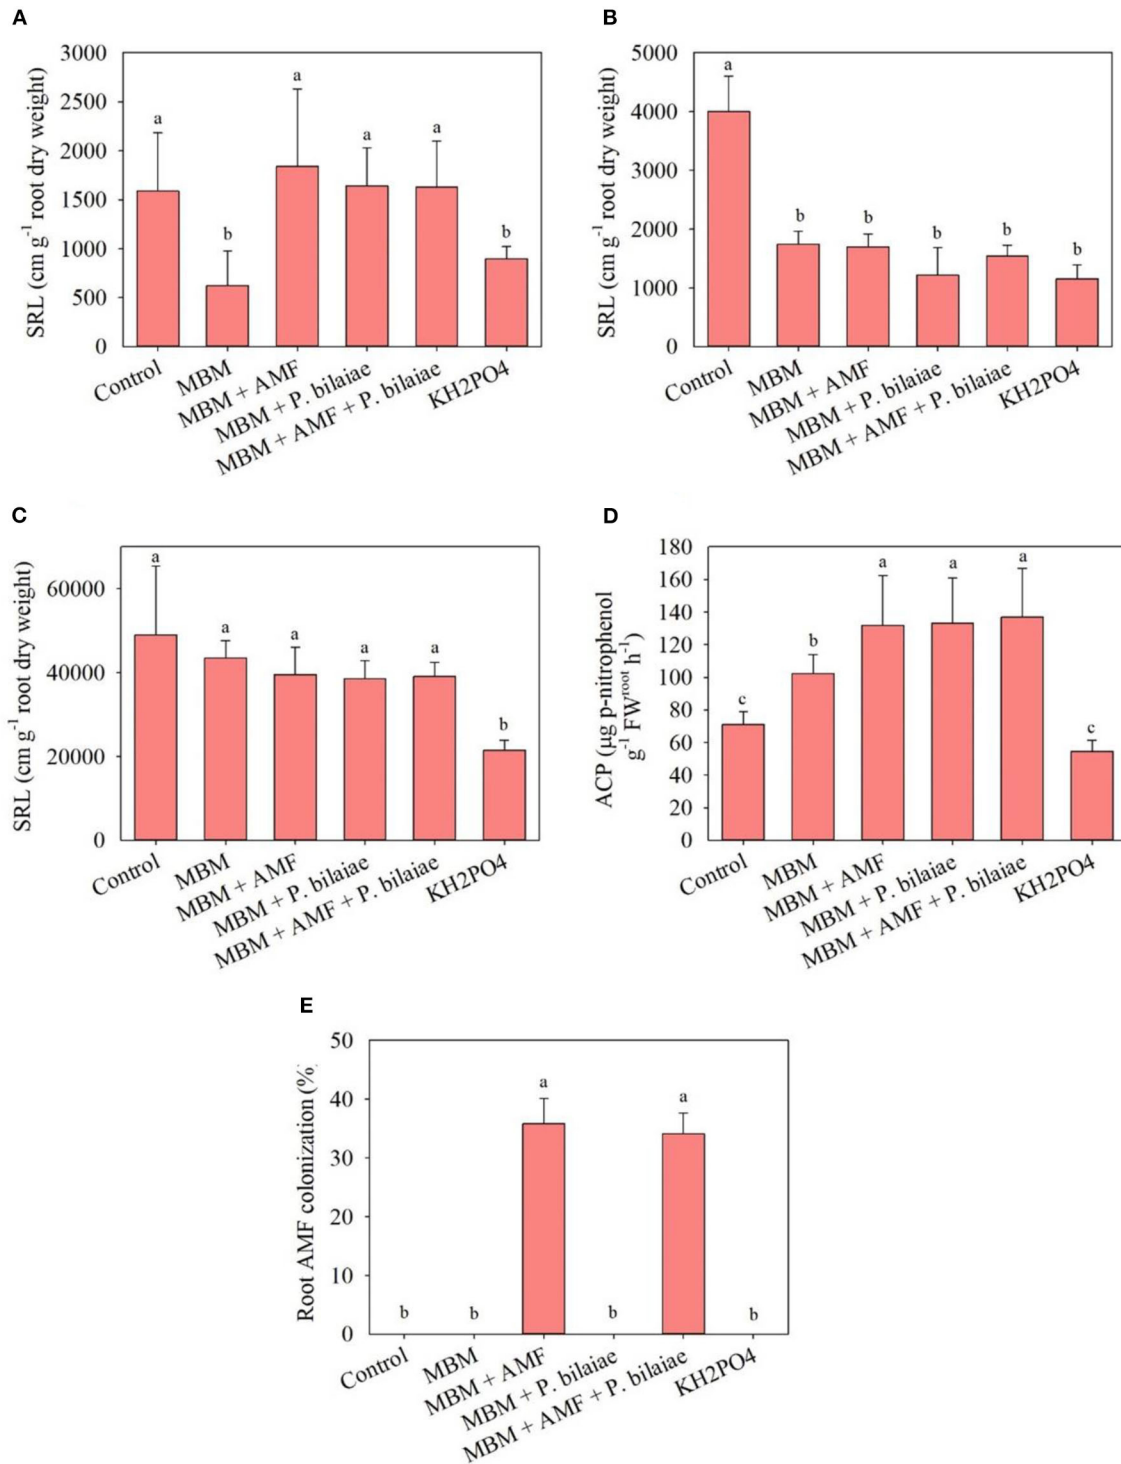 A
SRL (cm g-1 root dry weight)
3000
2500
2000
1500
1000
500
0
a
b
a
a
a
b
Control
MBM
MBM + AMF
MBM + P. bilaiae
MBM + AMF + P. bilaiae
KH2PO4
B
SRL (cm g-1 root dry weight)
5000
4000
3000
2000
1000
0
a
b
b
b
b
b
Control
MBM
MBM + AMF
MBM + P. bilaiae
MBM + AMF + P. bilaiae
KH2PO4
C
SRL (cm g-1 root dry weight)
60000
40000
20000
0
a
a
a
a
a
b
Control
MBM
MBM + AMF
MBM + P. bilaiae
MBM + AMF + P. bilaiae
KH2PO4
D
ACP (µg p-nitrophenol
g-1 FWroot h-1)
180
160
140
120
100
80
60
40
20
0
c
b
a
a
a
c
Control
MBM
MBM + AMF
MBM + P. bilaiae
MBM + AMF + P. bilaiae
KH2PO4
E
Root AMF colonization (%)
50
40
30
20
10
0
b
b
a
b
a
b
Control
MBM
MBM + AMF
MBM + P. bilaiae
MBM + AMF + P. bilaiae
KH2PO4